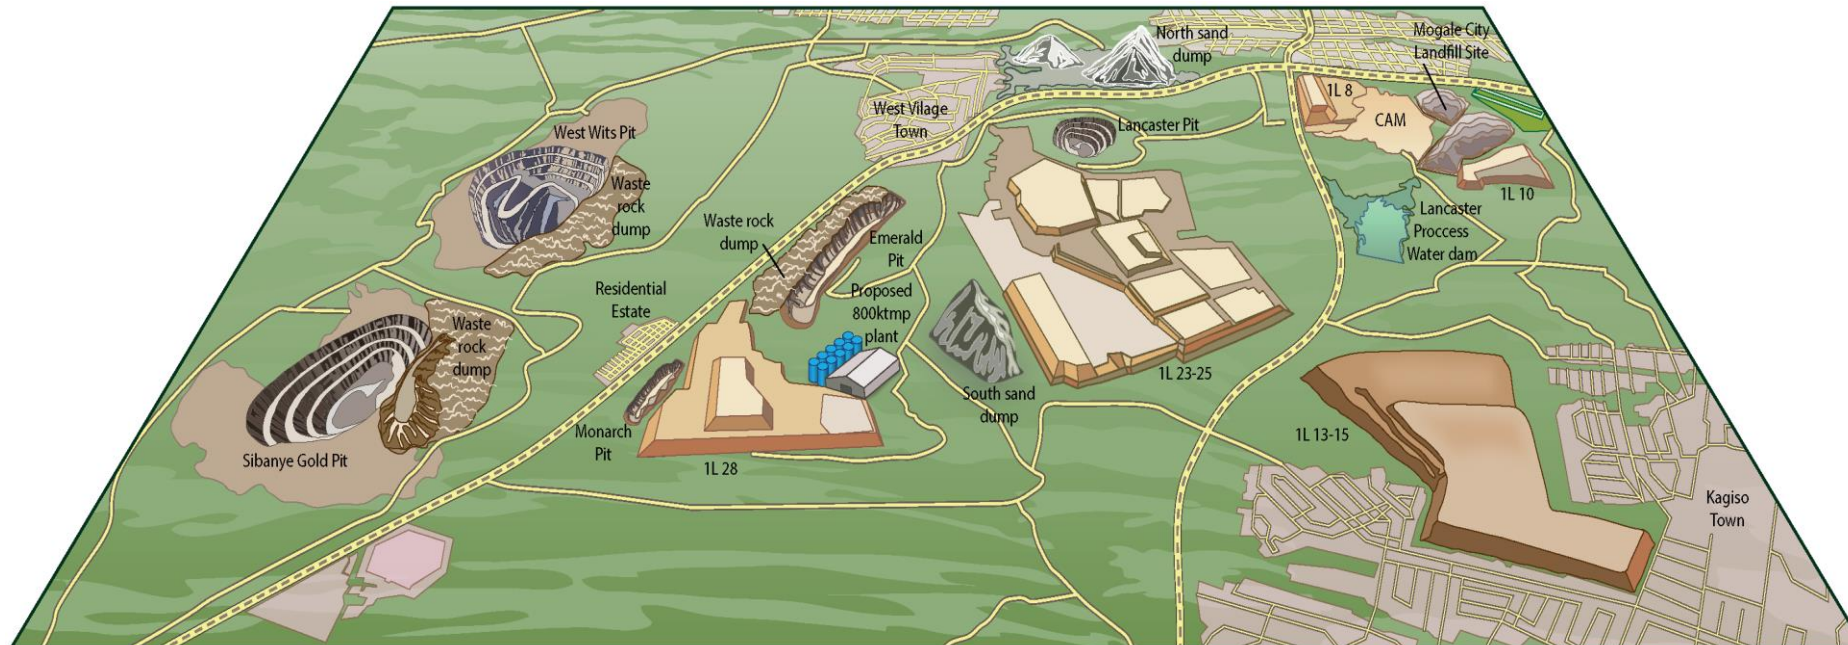 North sand
dump
Mogale City
Landfill Site
1L 8
CAM
West Vilage
Town
Lancaster Pit
West Wits Pit
Waste
rock
dump
1L 10
Lancaster
Proccess
Water dam
Waste rock
dump
Emerald
Pit
Residential
Estate
Proposed
800ktmp
plant
Waste
rock
dump
1L 23-25
South sand
dump
Monarch
Pit
1L 28
Sibanye Gold Pit
1L 13-15
Kagiso
Town